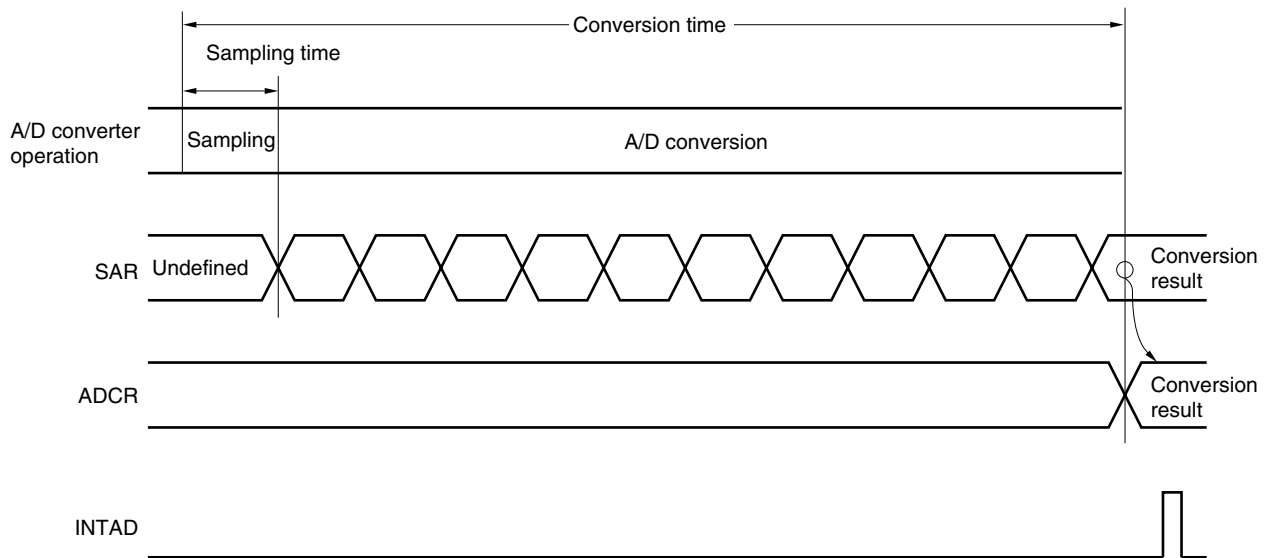 Conversion time
Sampling time
A/D converter
operation
Sampling
A/D conversion
SAR
Undefined
Conversion
result
ADCR
Conversion
result
INTAD